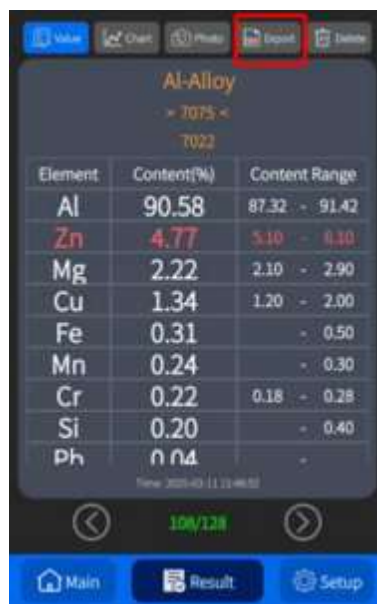 Value Chart Photo Export Delete
Al-Alloy
> 7075 <
7022
Element Content(%) Content Range
Al 90.58 87.32 - 91.42
Zn 4.77 5.10 - 6.10
Mg 2.22 2.10 - 2.90
Cu 1.34 1.20 - 2.00
Fe 0.31 - 0.50
Mn 0.24 - 0.30
Cr 0.22 0.18 - 0.28
Si 0.20 - 0.40
Pb 0.04 -
Time:
108/128
Main Result Setup